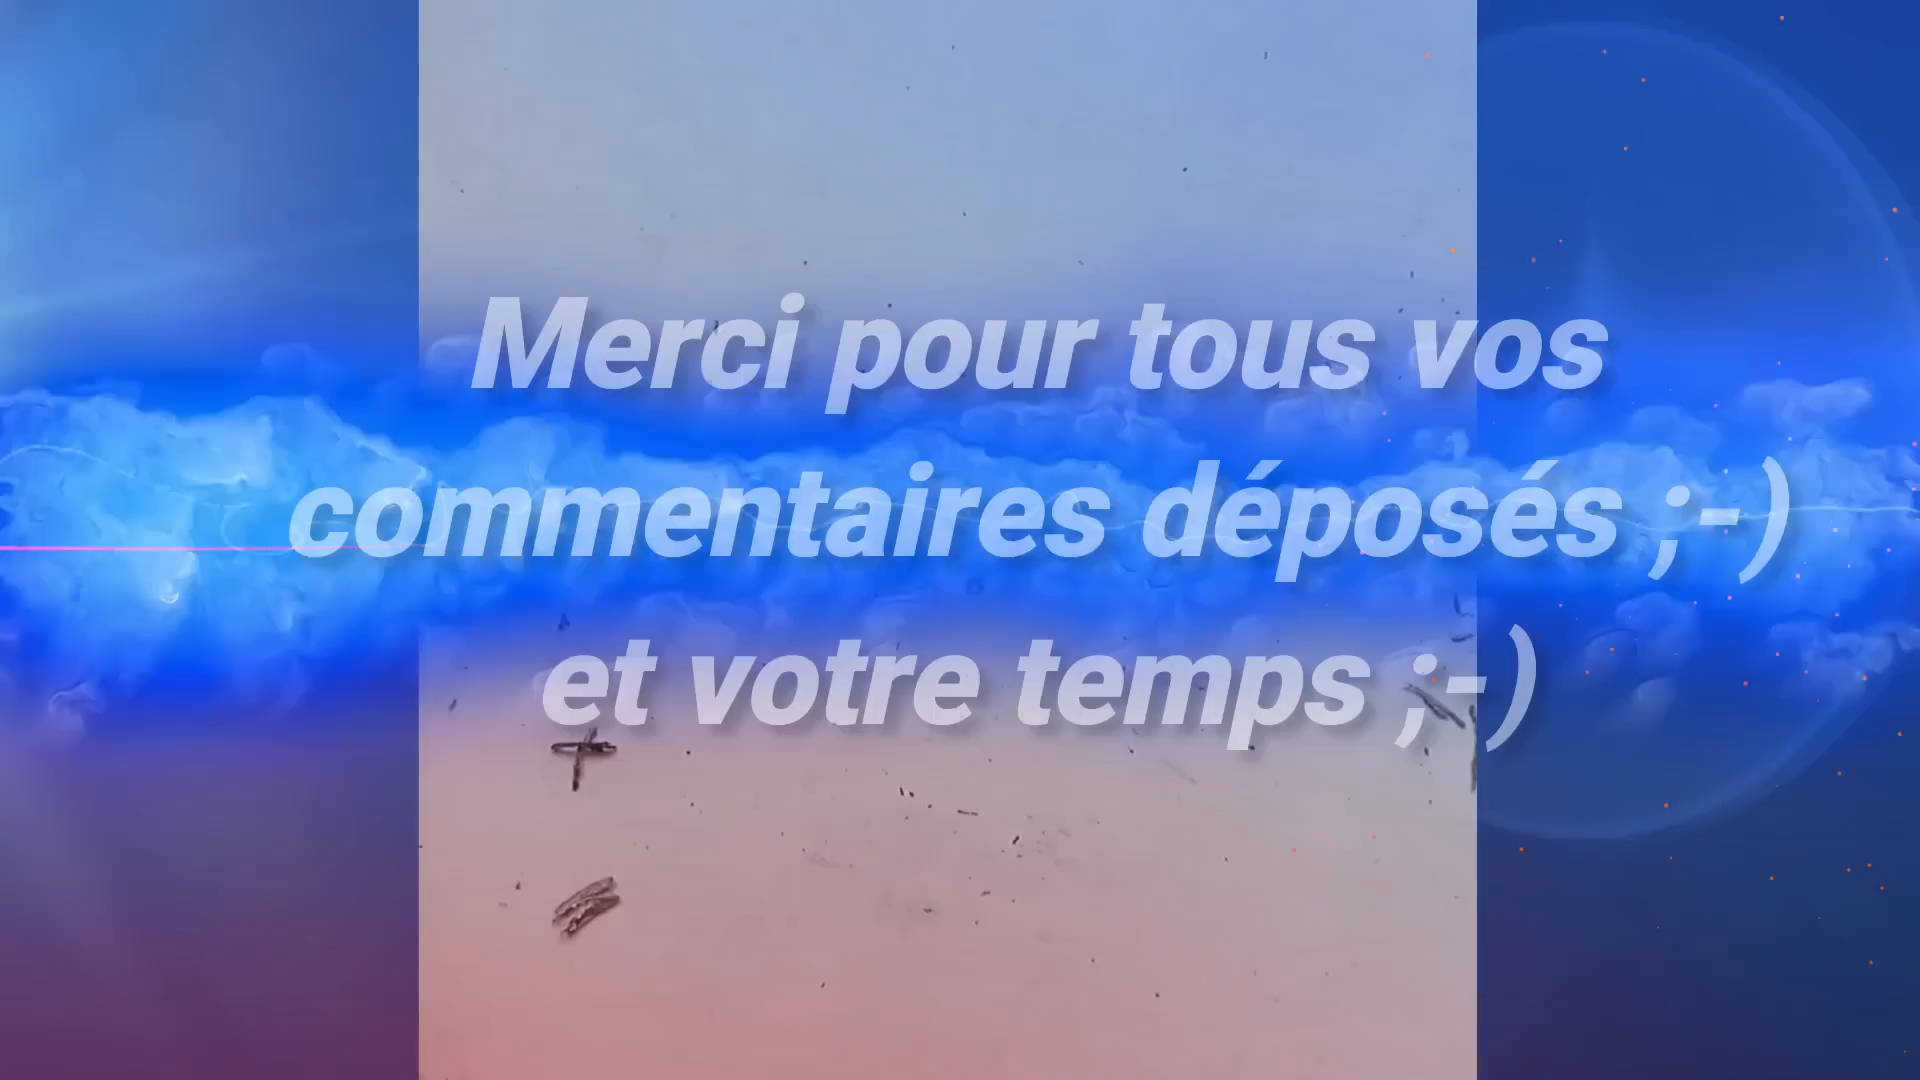 Merci pour tous vos
commentaires déposés ;-)
et votre temps ;-)